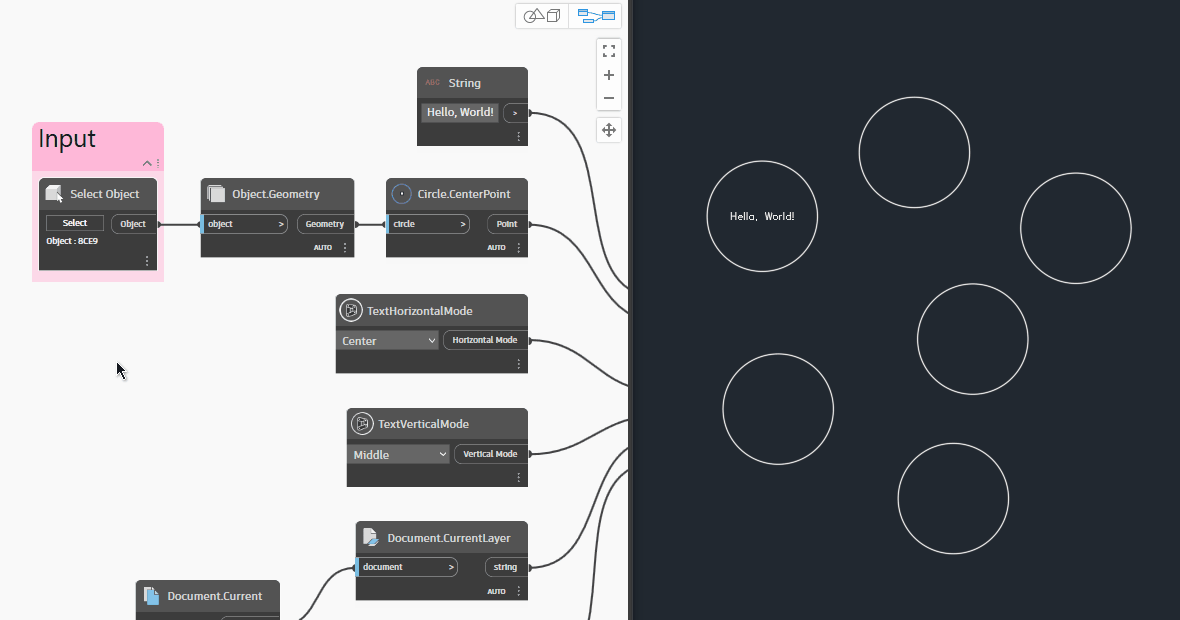 ABC String
Hello, World! >
Input
Select Object
Select Object
Object : 8CE9
Object.Geometry
object > Geometry
AUTO
Circle.CenterPoint
circle > Point
AUTO
TextHorizontalMode
Center Horizontal Mode
TextVerticalMode
Middle Vertical Mode
Document.CurrentLayer
document > string
AUTO
Document.Current
Hello, World!